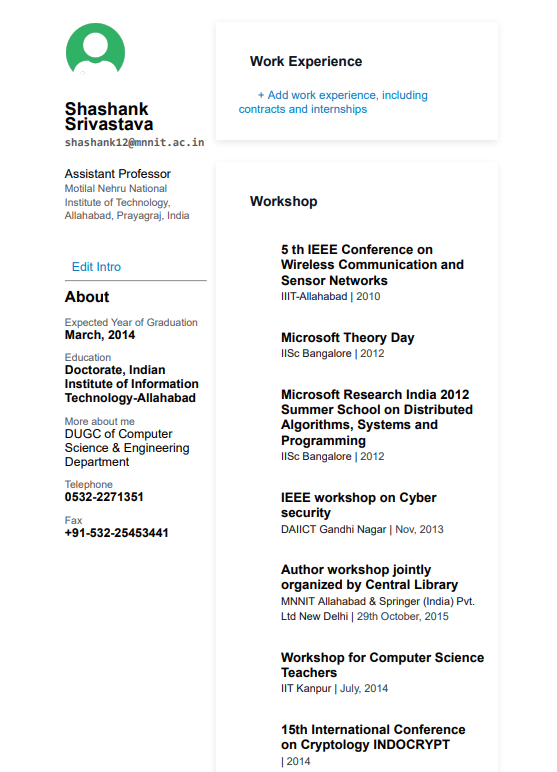 Shashank
Srivastava
shashank12@mnnit.ac.in
Assistant Professor
Motilal Nehru National
Institute of Technology,
Allahabad, Prayagraj, India
Edit Intro
About
Expected Year of Graduation
March, 2014
Education
Doctorate, Indian
Institute of Information
Technology-Allahabad
More about me
DUGC of Computer
Science & Engineering
Department
Telephone
0532-2271351
Fax
+91-532-25453441
Work Experience
+ Add work experience, including
contracts and internships
Workshop
5 th IEEE Conference on
Wireless Communication and
Sensor Networks
IIIT-Allahabad | 2010
Microsoft Theory Day
IISc Bangalore | 2012
Microsoft Research India 2012
Summer School on Distributed
Algorithms, Systems and
Programming
IISc Bangalore | 2012
IEEE workshop on Cyber
security
DAIICT Gandhi Nagar | Nov, 2013
Author workshop jointly
organized by Central Library
MNNIT Allahabad & Springer (India) Pvt.
Ltd New Delhi | 29th October, 2015
Workshop for Computer Science
Teachers
IIT Kanpur | July, 2014
15th International Conference
on Cryptology INDOCRYPT
| 2014